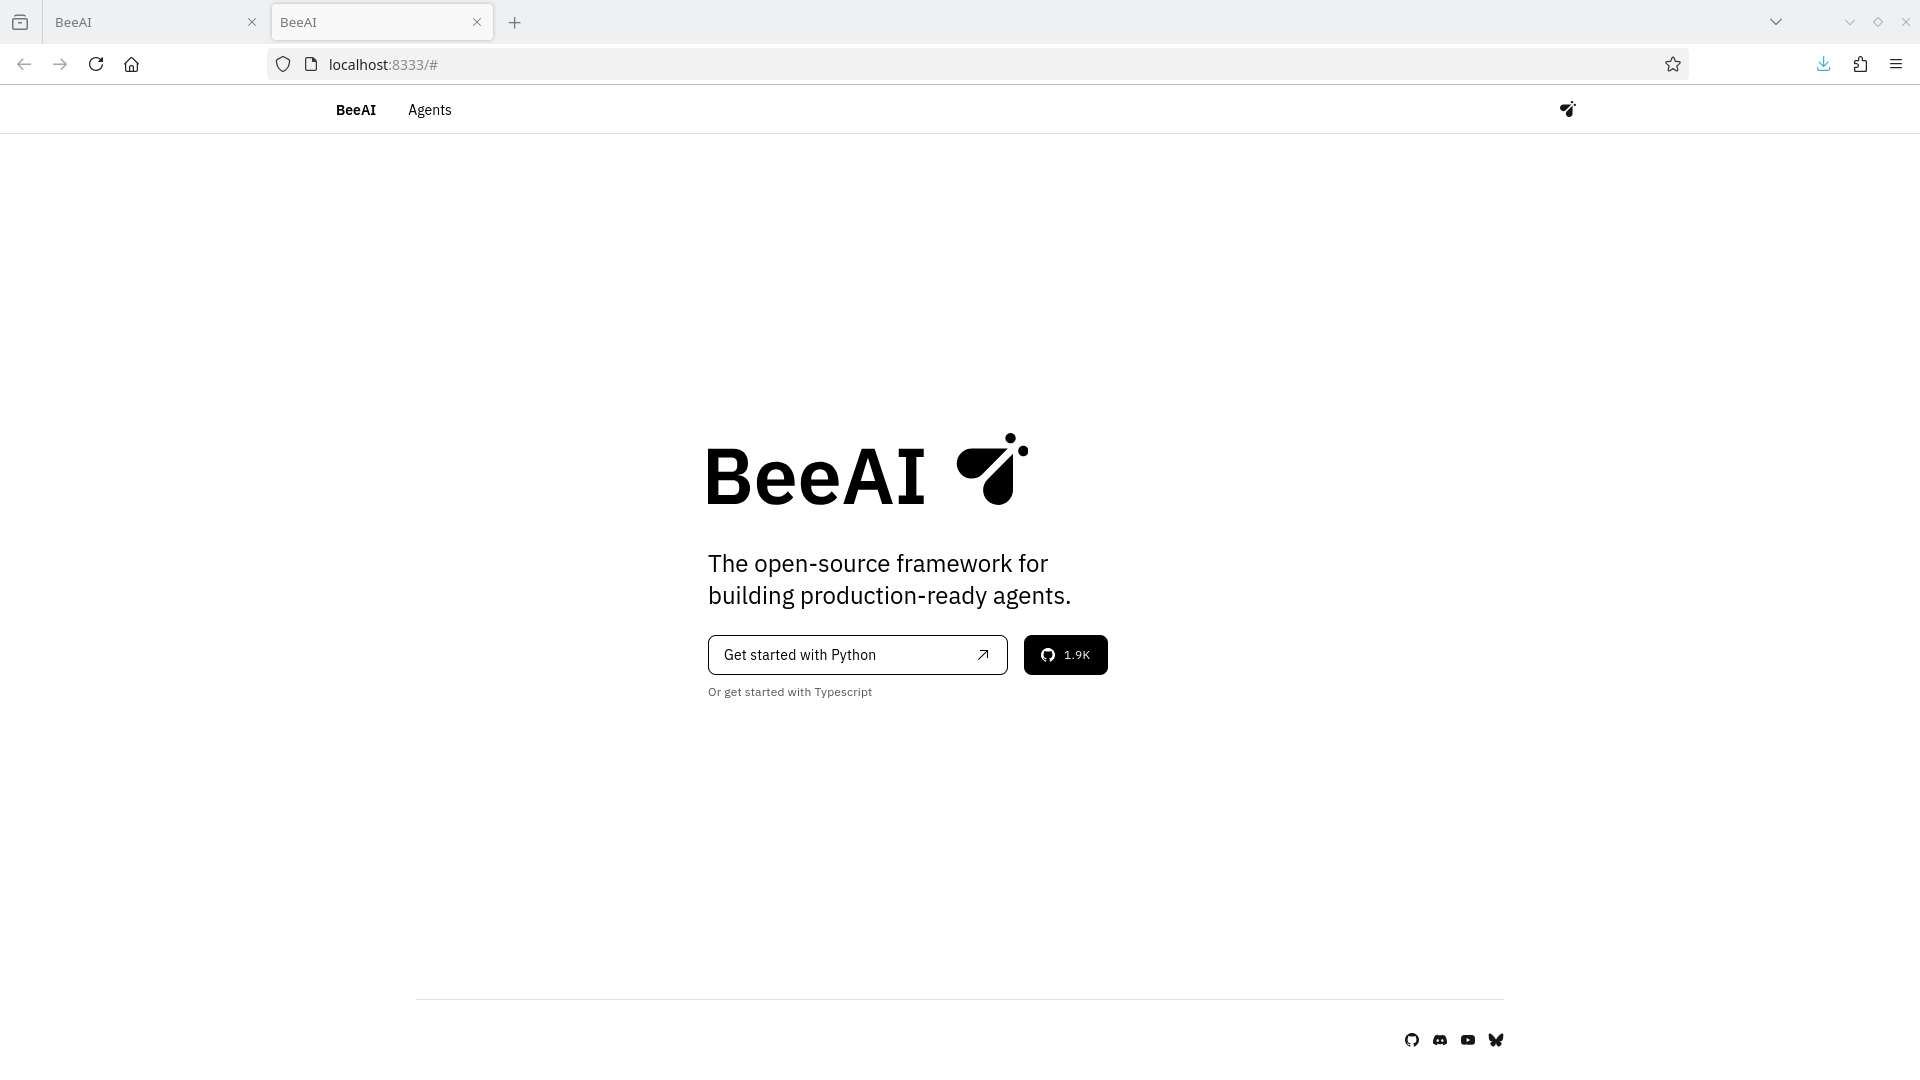 BeeAI
BeeAI
localhost:8333/#
BeeAI
Agents
BeeAI
The open-source framework for
building production-ready agents.
Get started with Python
1.9K
Or get started with Typescript